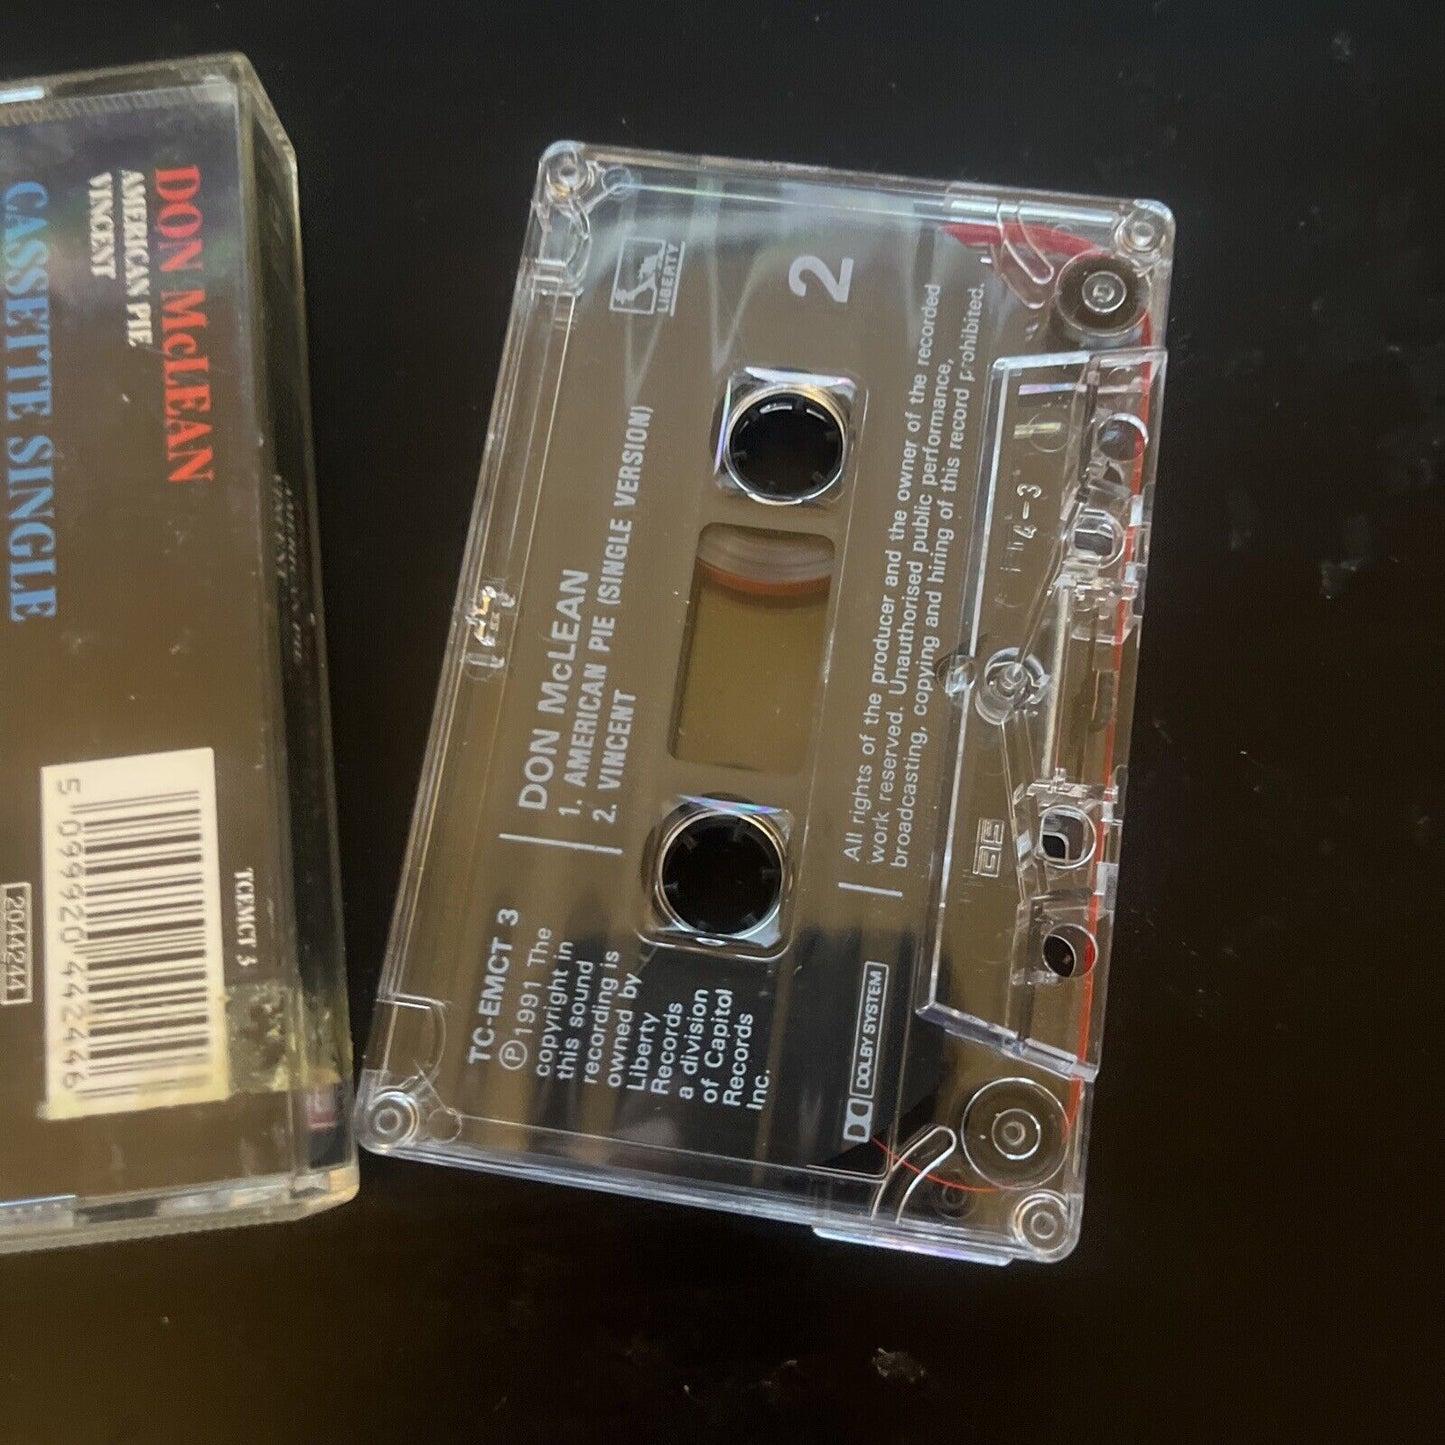 DON McLEAN
AMERICAN PIE
VINCENT
CASSETTE SINGLE
TCEMCT 3
5 099920 442446
20444244
LIBERTY
2
DON McLEAN
1. AMERICAN PIE (SINGLE VERSION)
2. VINCENT
TC-EMCT 3
Ⓟ 1991 The
copyright in
this sound
recording is
owned by
Liberty
Records
a division
of Capitol
Records
Inc.
All rights of the producer and the owner of the recorded
work reserved. Unauthorised public performance,
broadcasting, copying and hiring of this record prohibited.
DOLBY SYSTEM
4-3